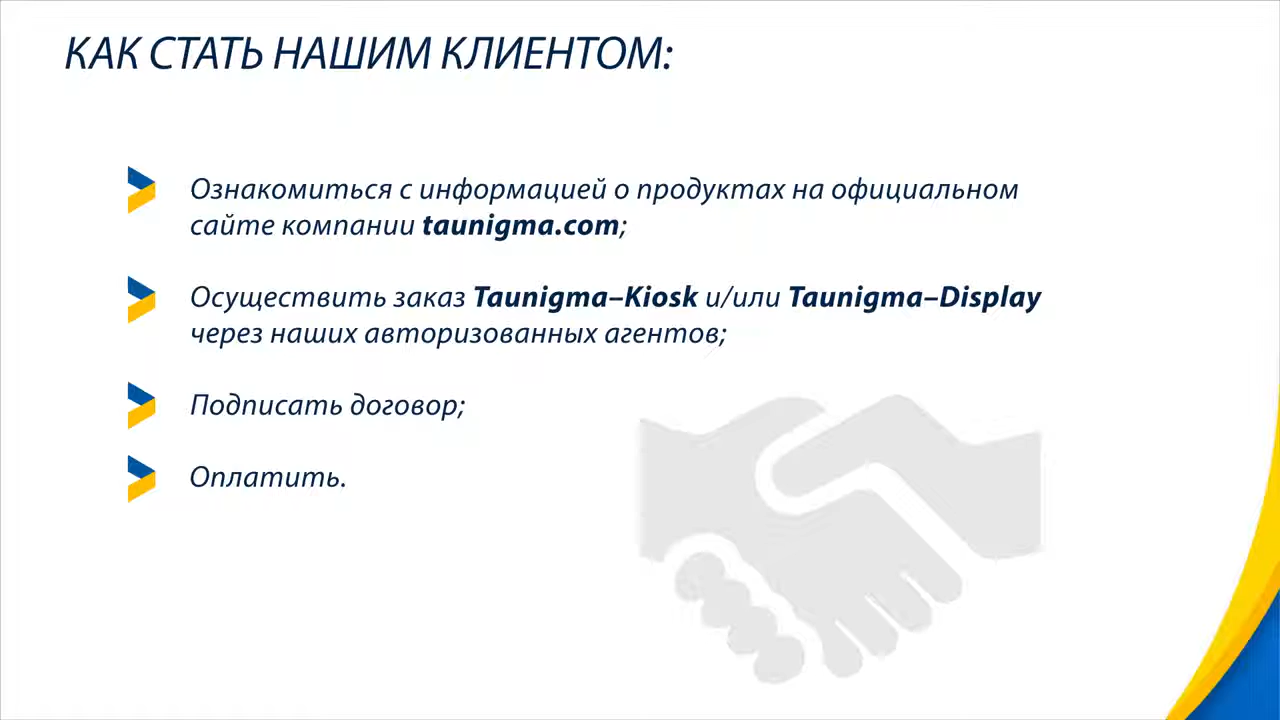 КАК СТАТЬ НАШИМ КЛИЕНТОМ:
Ознакомиться с информацией о продуктах на официальном
сайте компании taunigma.com;
Осуществить заказ Taunigma–Kiosk и/или Taunigma–Display
через наших авторизованных агентов;
Подписать договор;
Оплатить.